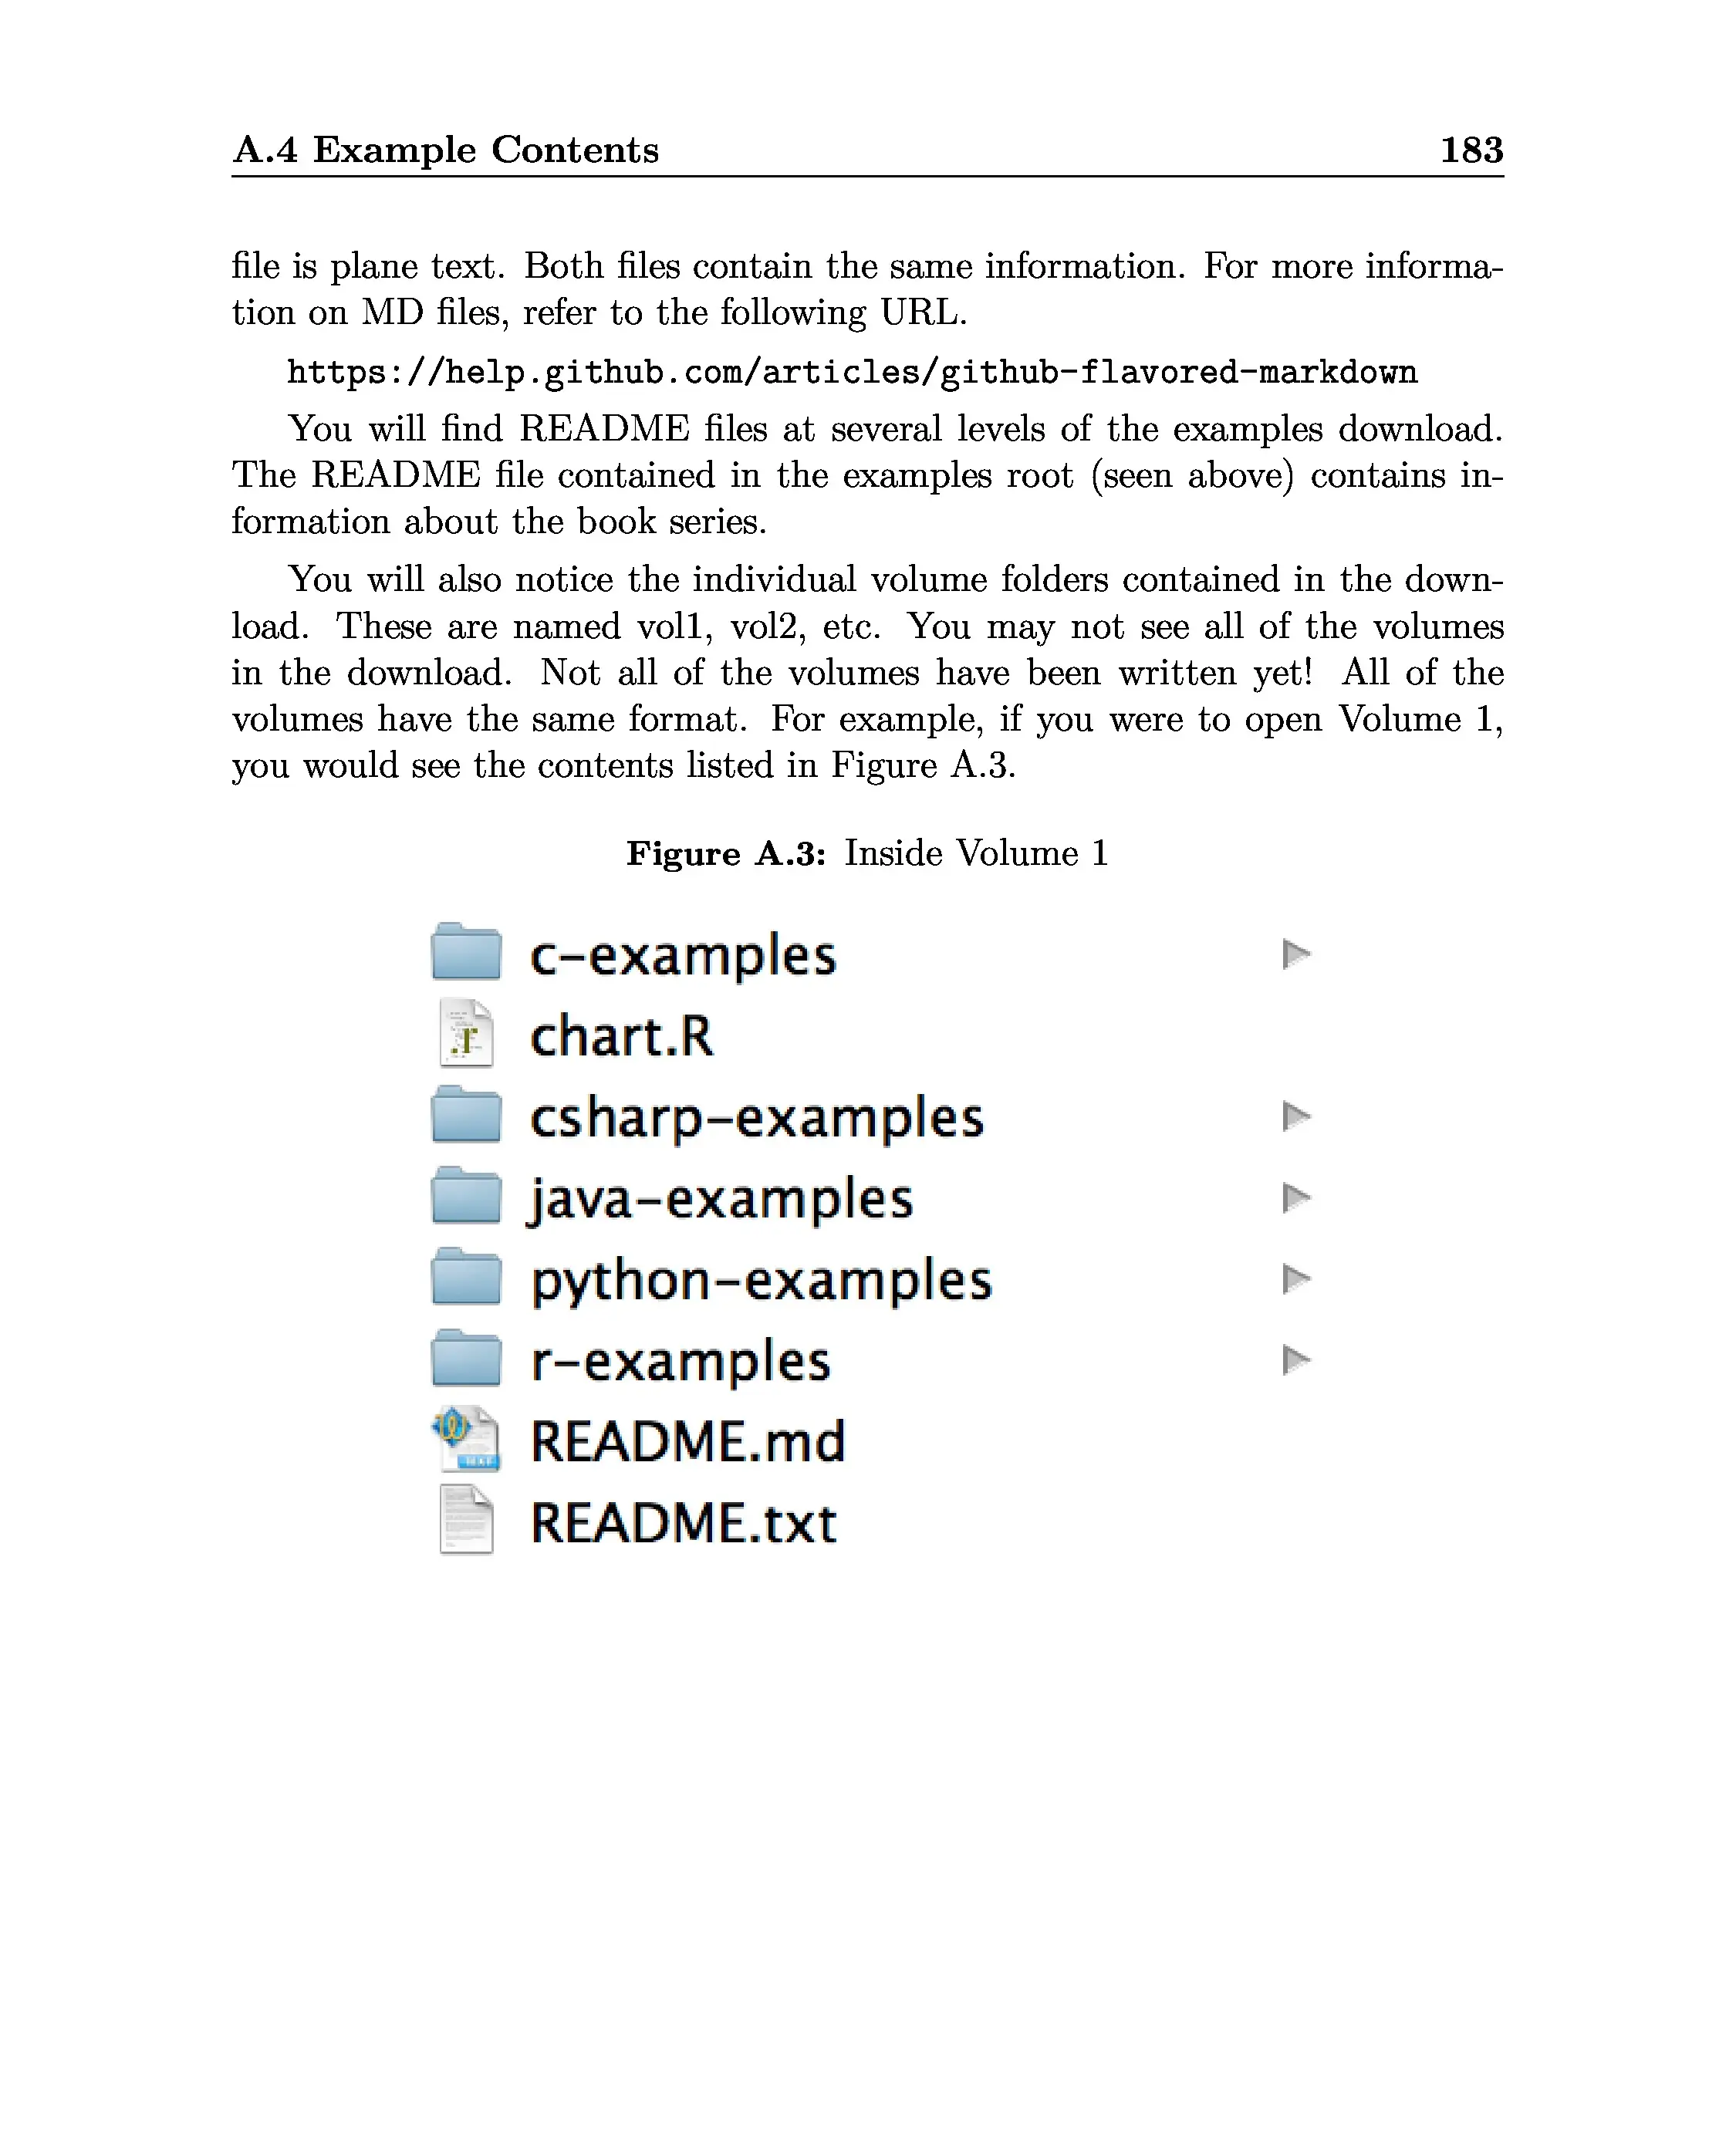 A.4 Example Contents 183
file is plane text. Both files contain the same information. For more informa-
tion on MD files, refer to the following URL.
https://help.github.com/articles/github-flavored-markdown
You will find README files at several levels of the examples download.
The README file contained in the examples root (seen above) contains in-
formation about the book series.
You will also notice the individual volume folders contained in the down-
load. These are named vol1, vol2, etc. You may not see all of the volumes
in the download. Not all of the volumes have been written yet! All of the
volumes have the same format. For example, if you were to open Volume 1,
you would see the contents listed in Figure A.3.
Figure A.3: Inside Volume 1
c-examples
chart.R
csharp-examples
java-examples
python-examples
r-examples
README.md
README.txt